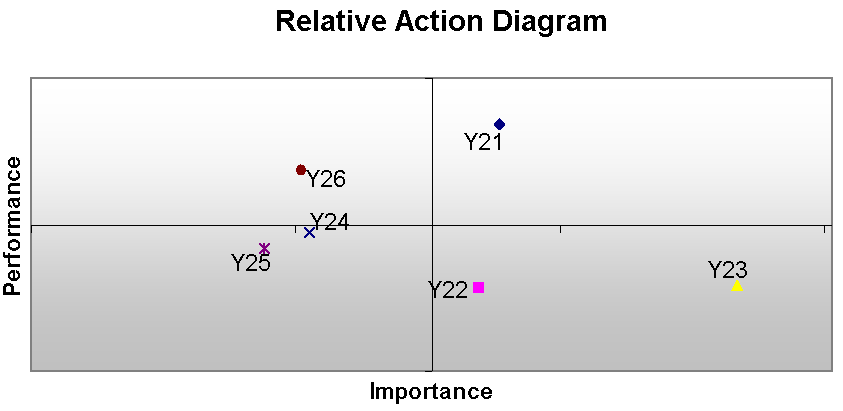 Relative Action Diagram
Y21
Y26
Y24
Y25
Y23
Y22
Performance
Importance